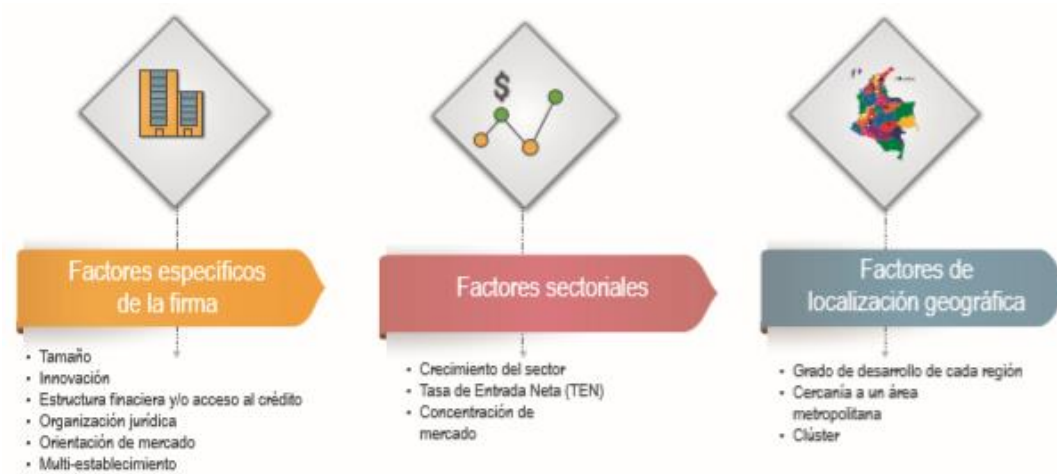 $
Factores específicos
de la firma
• Tamaño
• Innovación
• Estructura finaciera y/o acceso al crédito
• Organización jurídica
• Orientación de mercado
• Multi-establecimiento
Factores sectoriales
• Crecimiento del sector
• Tasa de Entrada Neta (TEN)
• Concentración de
mercado
Factores de
localización geográfica
• Grado de desarrollo de cada región
• Cercanía a un área
metropolitana
• Clúster